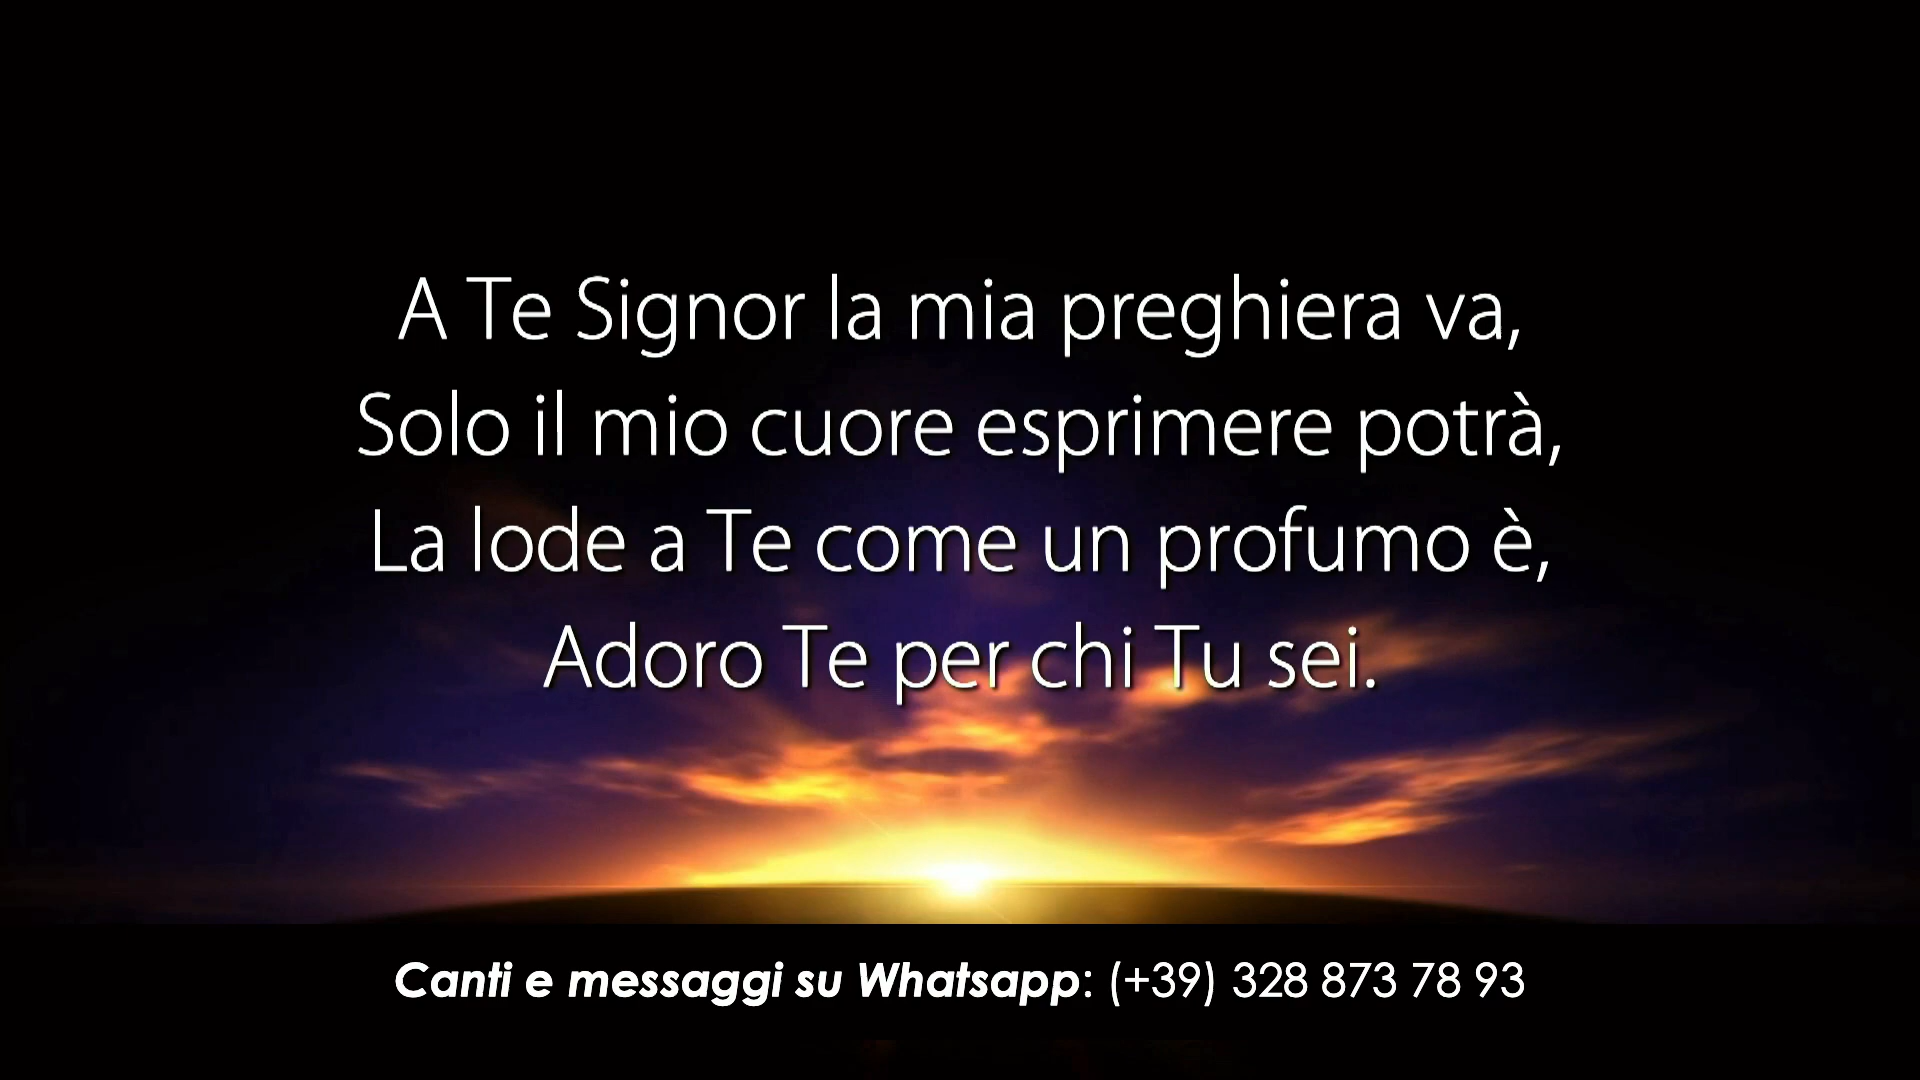 A Te Signor la mia preghiera va,
Solo il mio cuore esprimere potrà,
La lode a Te come un profumo è,
Adoro Te per chi Tu sei.
Canti e messaggi su Whatsapp: (+39) 328 873 78 93